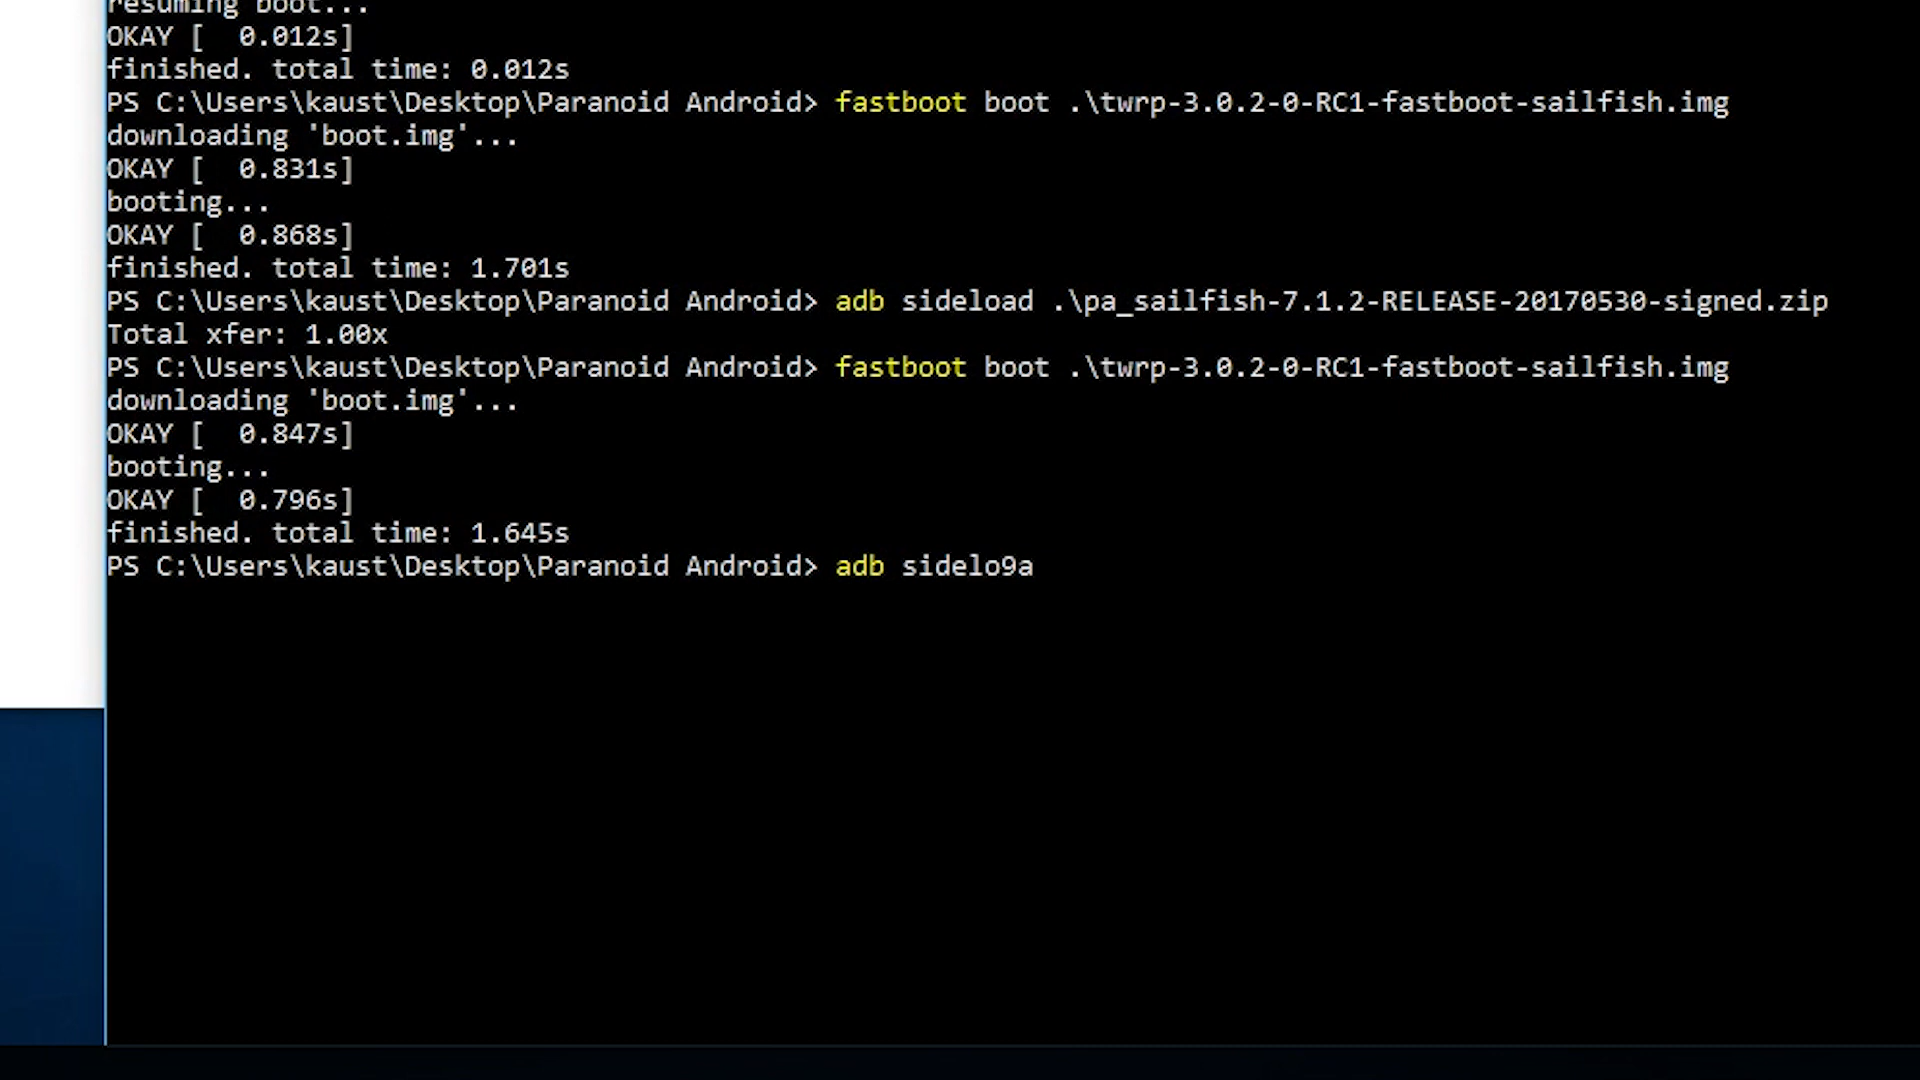 resuming boot...
OKAY [  0.012s]
finished. total time: 0.012s
PS C:\Users\kaust\Desktop\Paranoid Android> fastboot boot .\twrp-3.0.2-0-RC1-fastboot-sailfish.img
downloading 'boot.img'...
OKAY [  0.831s]
booting...
OKAY [  0.868s]
finished. total time: 1.701s
PS C:\Users\kaust\Desktop\Paranoid Android> adb sideload .\pa_sailfish-7.1.2-RELEASE-20170530-signed.zip
Total xfer: 1.00x
PS C:\Users\kaust\Desktop\Paranoid Android> fastboot boot .\twrp-3.0.2-0-RC1-fastboot-sailfish.img
downloading 'boot.img'...
OKAY [  0.847s]
booting...
OKAY [  0.796s]
finished. total time: 1.645s
PS C:\Users\kaust\Desktop\Paranoid Android> adb sidelo9a